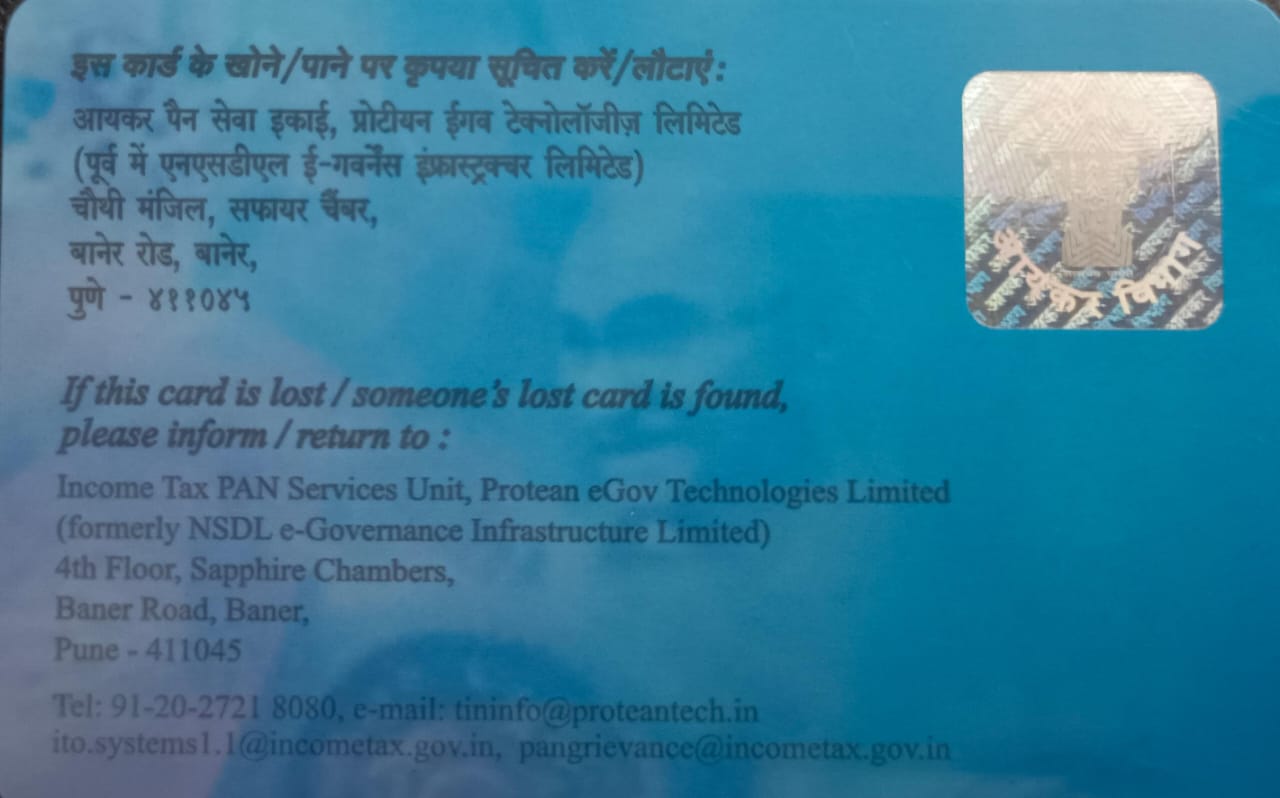 इस कार्ड के खोने/पाने पर कृपया सूचित करें/लौटाएं:
आयकर पैन सेवा इकाई, प्रोटीयन ईगव टेक्नोलॉजीज़ लिमिटेड
(पूर्व में एनएसडीएल ई-गवर्नेंस इंफ्रास्ट्रक्चर लिमिटेड)
चौथी मंजिल, सफायर चैंबर,
बानेर रोड, बानेर,
पुणे - ४११०४५
आयकर विभाग
If this card is lost / someone's lost card is found,
please inform / return to :
Income Tax PAN Services Unit, Protean eGov Technologies Limited
(formerly NSDL e-Governance Infrastructure Limited)
4th Floor, Sapphire Chambers,
Baner Road, Baner,
Pune - 411045
Tel: 91-20-2721 8080, e-mail: tininfo@proteantech.in
ito.systems1.1@incometax.gov.in, pangrievance@incometax.gov.in